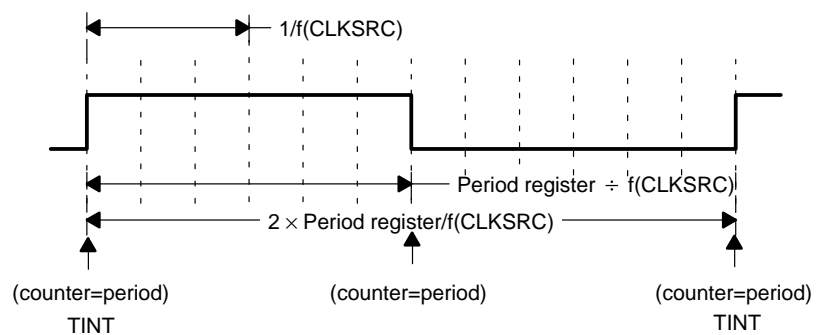 1/f(CLKSRC)
Period register ÷ f(CLKSRC)
2 × Period register/f(CLKSRC)
(counter=period)
TINT
(counter=period)
(counter=period)
TINT